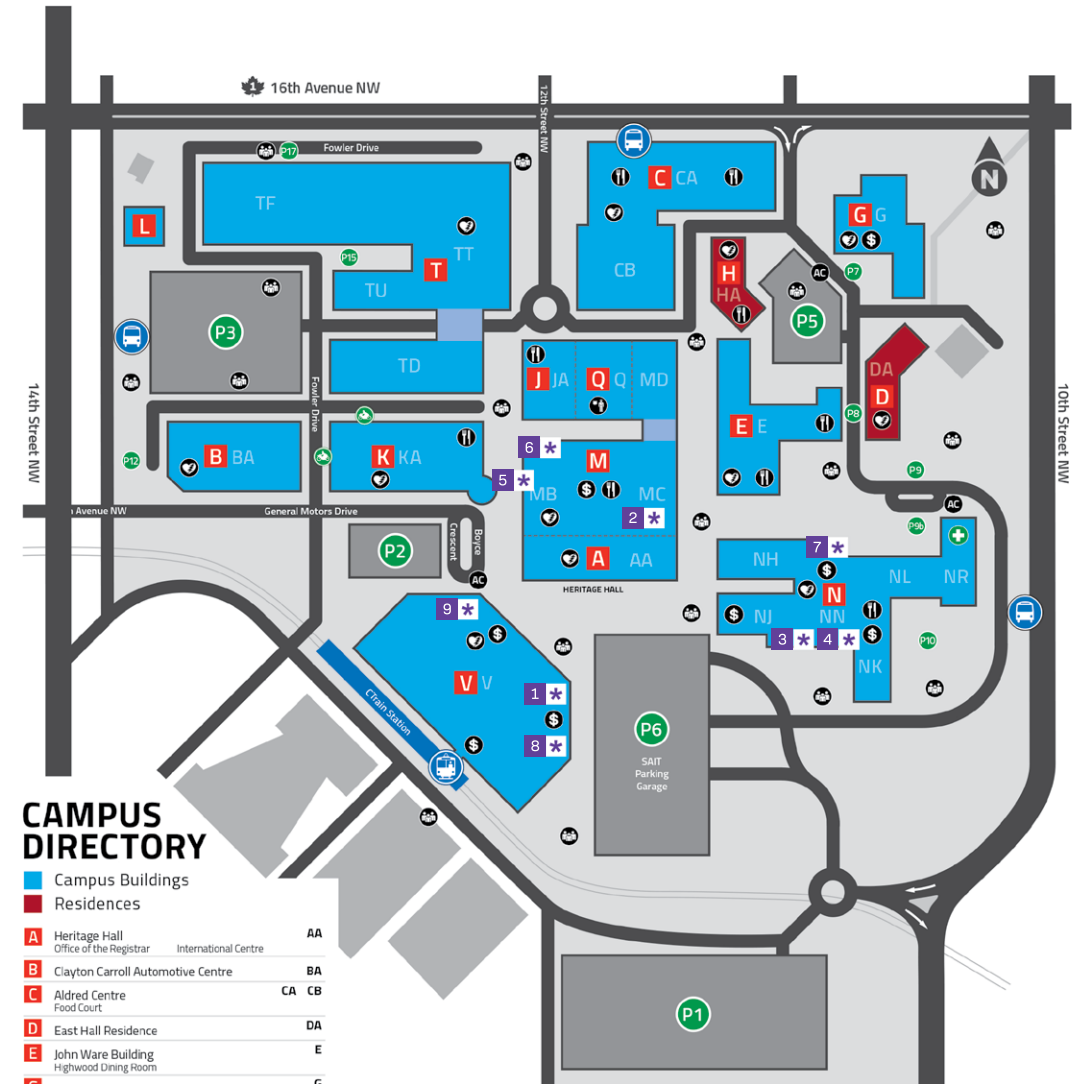 1
16th Avenue NW
12th Street NW
P17
Fowler Drive
C
CA
TF
L
G
G
TT
P15
T
H
AC
P7
TU
CB
HA
N
P3
P5
TD
J
JA
Q
Q
MD
DA
D
14th Street NW
Fowler Drive
10th Street NW
P8
E
E
B
BA
K
KA
6 *
M
P12
5 *
MB
MC
P9
General Motors Drive
Avenue NW
2 *
AC
P9b
P2
Crescent
Boyce
A
AA
HERITAGE HALL
AC
7 *
NH
NL
NR
N
9 *
NJ
NN
3 *
4 *
P10
NK
V
V
1 *
CTrain Station
8 *
P6
SAIT
Parking
Garage
CAMPUS
DIRECTORY
Campus Buildings
Residences
A Heritage Hall AA
Office of the Registrar International Centre
B Clayton Carroll Automotive Centre BA
C Aldred Centre CA CB
Food Court
D East Hall Residence DA
E John Ware Building E
Highwood Dining Room
P1